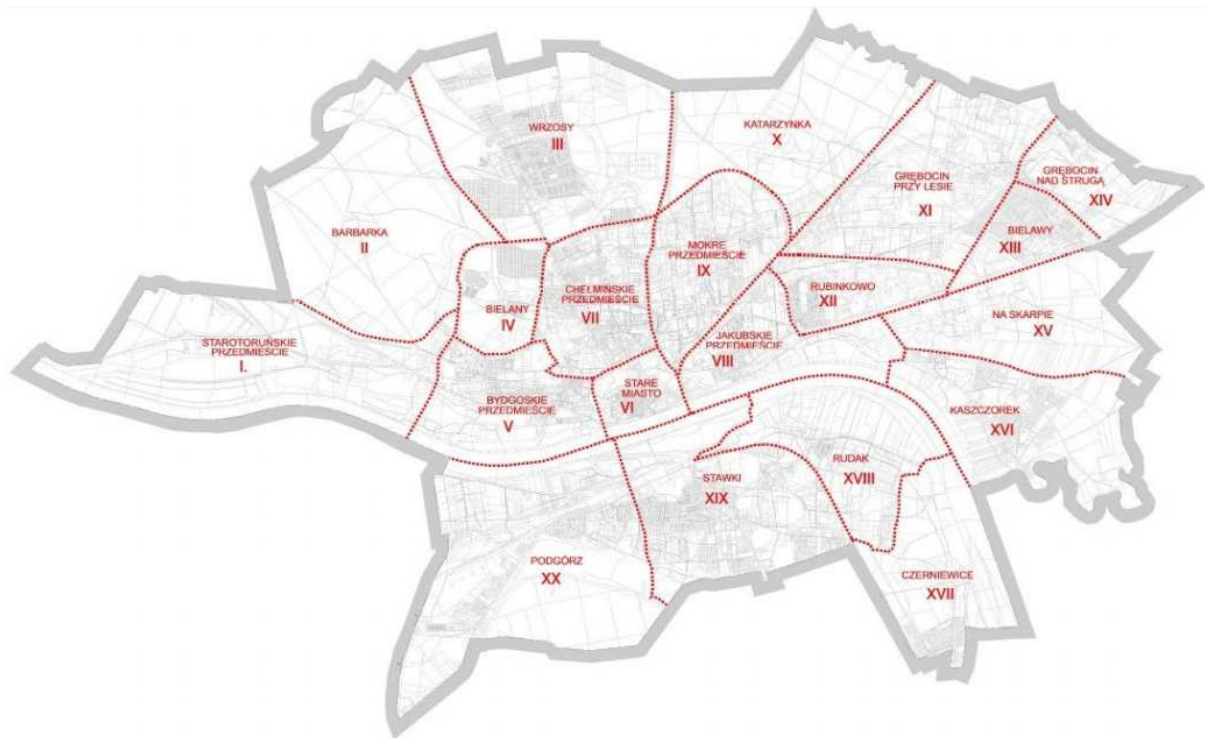 WRZOSY
III
KATARZYNKA
X
GRĘBOCIN
PRZY LESIE
XI
GRĘBOCIN
NAD STRUGĄ
XIV
BARBARKA
II
MOKRE
PRZEDMIEŚCIE
IX
BIELAWY
XIII
CHEŁMIŃSKIE
PRZEDMIEŚCIE
VII
RUBINKOWO
XII
BIELANY
IV
NA SKARPIE
XV
STAROTORUŃSKIE
PRZEDMIEŚCIE
I.
JAKUBSKIE
PRZEDMIEŚCIE
VIII
STARE
MIASTO
VI
BYDGOSKIE
PRZEDMIEŚCIE
V
KASZCZOREK
XVI
RUDAK
XVIII
STAWKI
XIX
PODGÓRZ
XX
CZERNIEWICE
XVII